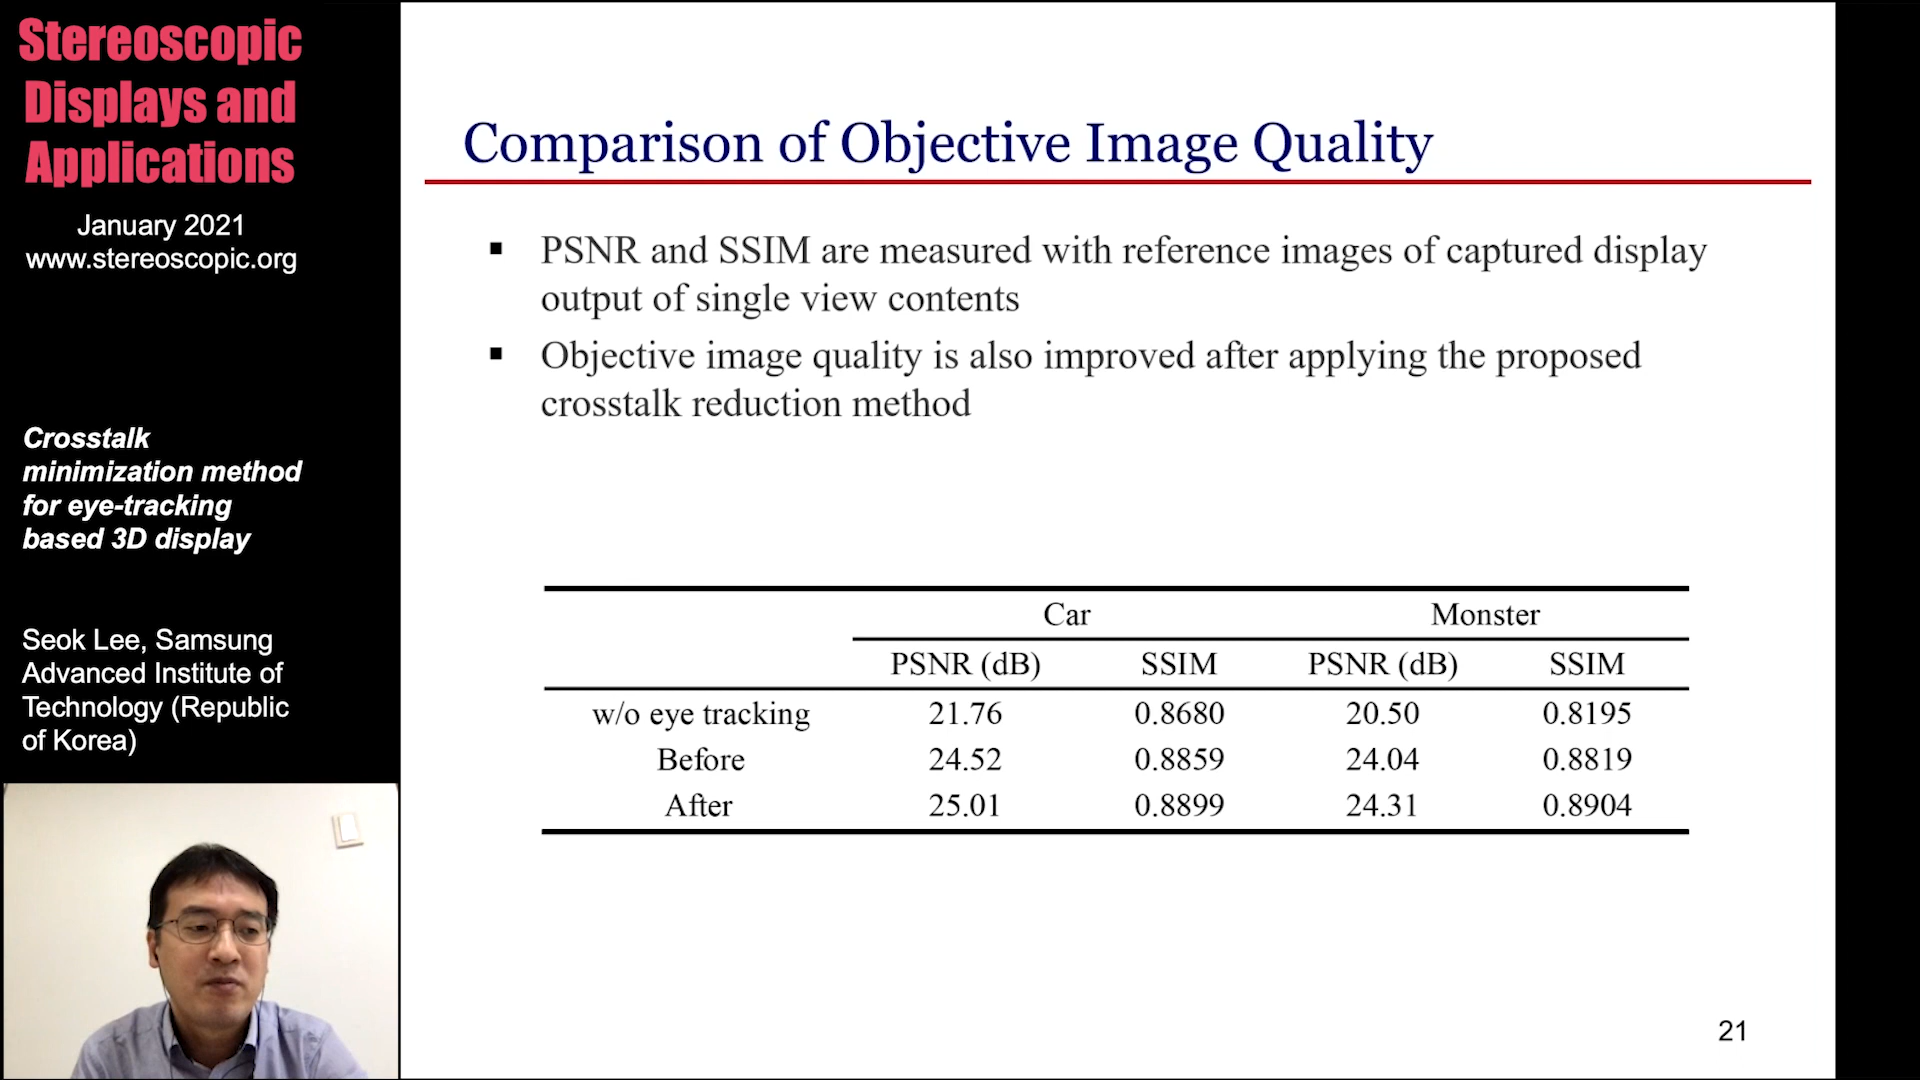 Stereoscopic
Displays and
Applications
January 2021
www.stereoscopic.org
Crosstalk
minimization method
for eye-tracking
based 3D display
Seok Lee, Samsung
Advanced Institute of
Technology (Republic
of Korea)
Comparison of Objective Image Quality
▪ PSNR and SSIM are measured with reference images of captured display
output of single view contents
▪ Objective image quality is also improved after applying the proposed
crosstalk reduction method
Car Monster
PSNR (dB) SSIM PSNR (dB) SSIM
w/o eye tracking 21.76 0.8680 20.50 0.8195
Before 24.52 0.8859 24.04 0.8819
After 25.01 0.8899 24.31 0.8904
21